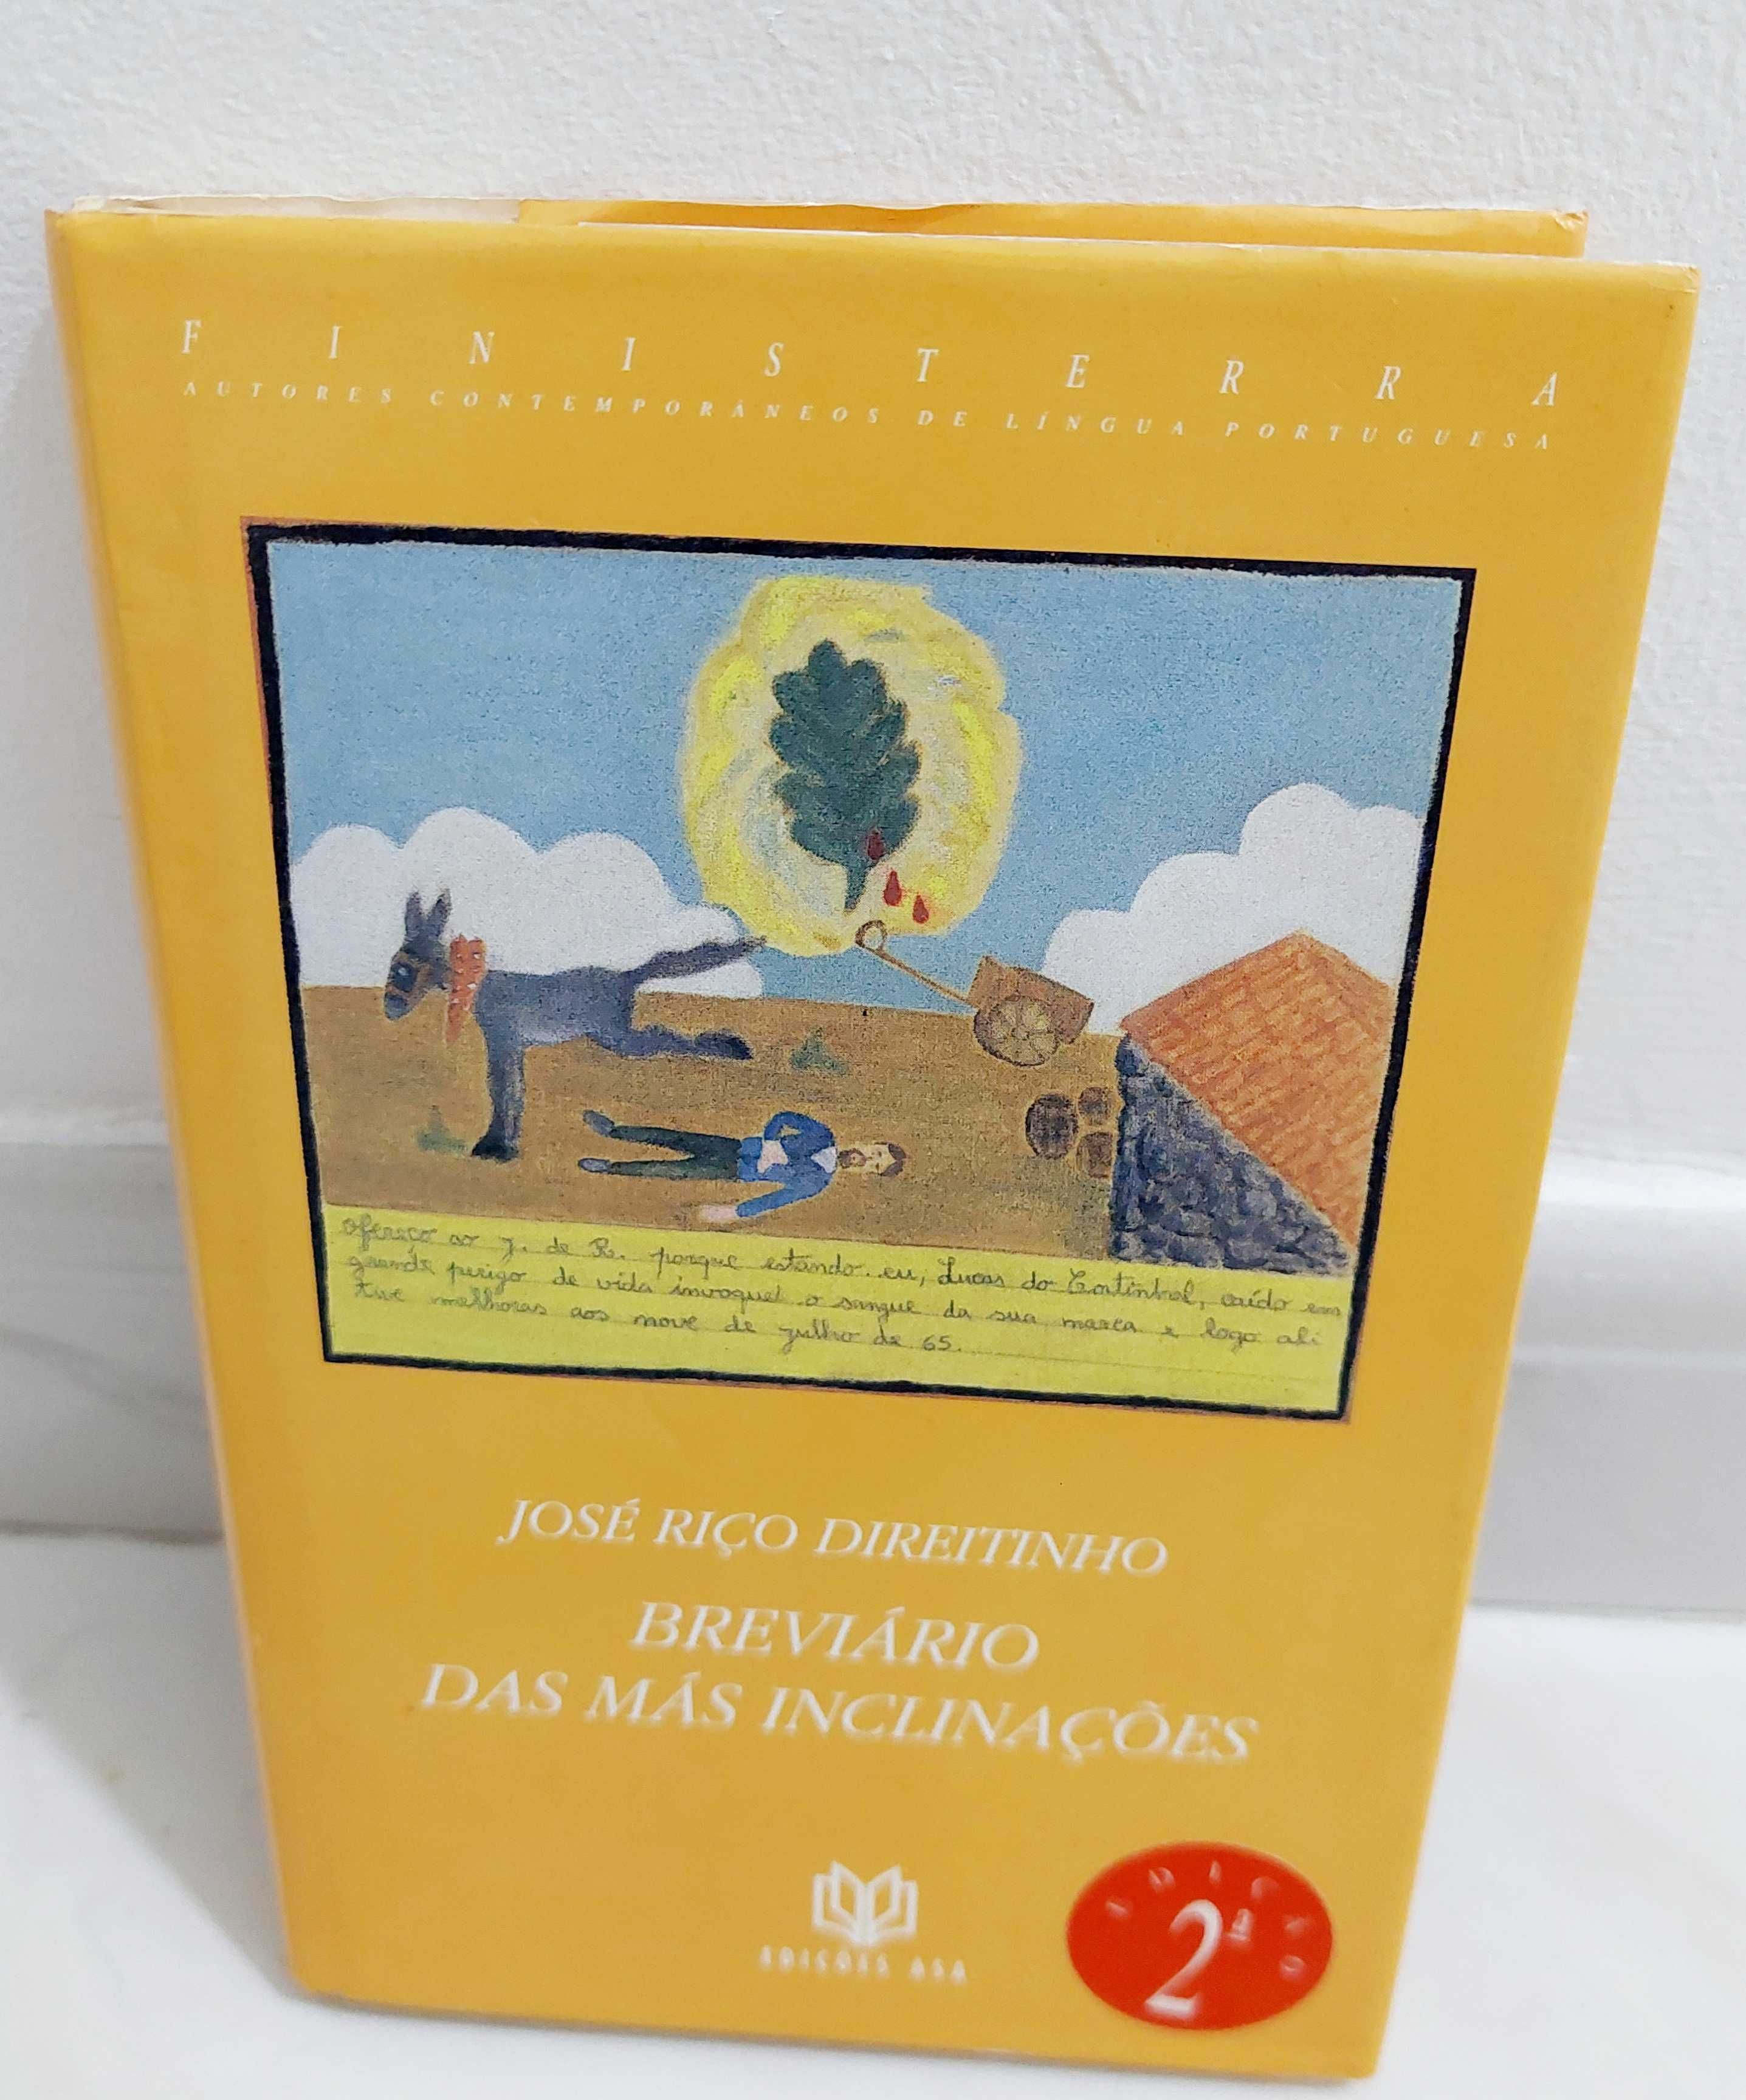 FINISTERRA
AUTORES CONTEMPORÂNEOS DE LÍNGUA PORTUGUESA
Ofereço ao J. de R. porque estando eu, Lucas do Cortinhal, caído em
grande perigo de vida invoquei o sangue da sua marca e logo ali
tive melhoras aos nove de julho de 65.
JOSÉ RIÇO DIREITINHO
BREVIÁRIO
DAS MÁS INCLINAÇÕES
EDIÇÕES ASA
EDIÇÃO
2ª